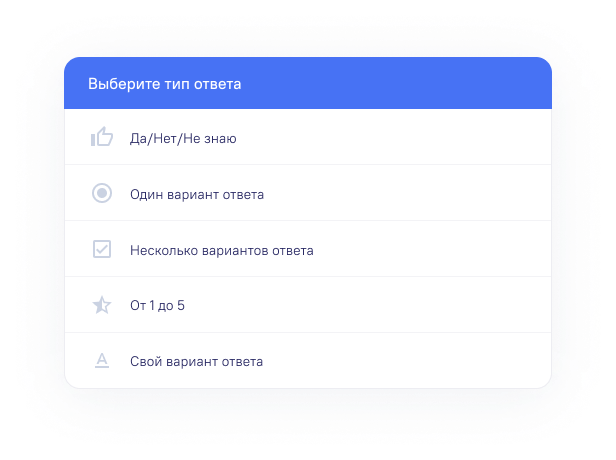 Выберите тип ответа
Да/Нет/Не знаю
Один вариант ответа
Несколько вариантов ответа
От 1 до 5
Свой вариант ответа